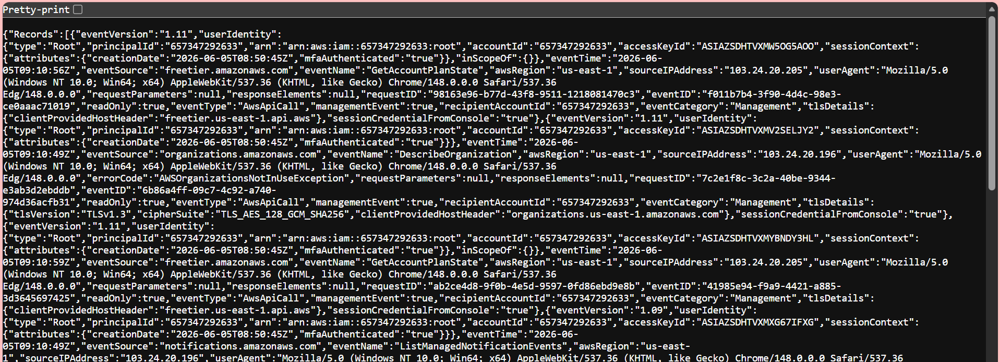 Pretty-print
{"Records":[{"eventVersion":"1.11","userIdentity":
{"type":"Root","principalId":"657347292633","arn":"arn:aws:iam::657347292633:root","accountId":"657347292633","accessKeyId":"ASIAZSDHTVXMW5OG5AOO","sessionContext":
{"attributes":{"creationDate":"2026-06-05T08:50:45Z","mfaAuthenticated":"true"}},"inScopeOf":{}},"eventTime":"2026-06-
05T09:10:56Z","eventSource":"freetier.amazonaws.com","eventName":"GetAccountPlanState","awsRegion":"us-east-1","sourceIPAddress":"103.24.20.205","userAgent":"Mozilla/5.0
(Windows NT 10.0; Win64; x64) AppleWebKit/537.36 (KHTML, like Gecko) Chrome/148.0.0.0 Safari/537.36
Edg/148.0.0.0","requestParameters":null,"responseElements":null,"requestID":"98163e96-b77d-43f8-9511-1218081470c3","eventID":"f011b7b4-3f90-4d4c-98e3-
ce0aaac71019","readOnly":true,"eventType":"AwsApiCall","managementEvent":true,"recipientAccountId":"657347292633","eventCategory":"Management","tlsDetails":
{"clientProvidedHostHeader":"freetier.us-east-1.api.aws"},"sessionCredentialFromConsole":"true"},{"eventVersion":"1.11","userIdentity":
{"type":"Root","principalId":"657347292633","arn":"arn:aws:iam::657347292633:root","accountId":"657347292633","accessKeyId":"ASIAZSDHTVXMV2SELJY2","sessionContext":
{"attributes":{"creationDate":"2026-06-05T08:50:45Z","mfaAuthenticated":"true"}}},"eventTime":"2026-06-
05T09:10:49Z","eventSource":"organizations.amazonaws.com","eventName":"DescribeOrganization","awsRegion":"us-east-1","sourceIPAddress":"103.24.20.196","userAgent":"Mozilla/5.0
(Windows NT 10.0; Win64; x64) AppleWebKit/537.36 (KHTML, like Gecko) Chrome/148.0.0.0 Safari/537.36
Edg/148.0.0.0","errorCode":"AWSOrganizationsNotInUseException","requestParameters":null,"responseElements":null,"requestID":"7c2e1f8c-3c2a-40be-9344-
e3ab3d2ebddb","eventID":"6b86a4ff-09c7-4c92-a740-
974d36acfb31","readOnly":true,"eventType":"AwsApiCall","managementEvent":true,"recipientAccountId":"657347292633","eventCategory":"Management","tlsDetails":
{"tlsVersion":"TLSv1.3","cipherSuite":"TLS_AES_128_GCM_SHA256","clientProvidedHostHeader":"organizations.us-east-1.amazonaws.com"},"sessionCredentialFromConsole":"true"},
{"eventVersion":"1.11","userIdentity":
{"type":"Root","principalId":"657347292633","arn":"arn:aws:iam::657347292633:root","accountId":"657347292633","accessKeyId":"ASIAZSDHTVXMYBNDY3HL","sessionContext":
{"attributes":{"creationDate":"2026-06-05T08:50:45Z","mfaAuthenticated":"true"}},"inScopeOf":{}},"eventTime":"2026-06-
05T09:10:59Z","eventSource":"freetier.amazonaws.com","eventName":"GetAccountPlanState","awsRegion":"us-east-1","sourceIPAddress":"103.24.20.205","userAgent":"Mozilla/5.0
(Windows NT 10.0; Win64; x64) AppleWebKit/537.36 (KHTML, like Gecko) Chrome/148.0.0.0 Safari/537.36
Edg/148.0.0.0","requestParameters":null,"responseElements":null,"requestID":"ab2ce4d8-9f0b-4e5d-9597-0fd86ebd9e8b","eventID":"41985e94-f9a9-4421-a885-
3d3645697425","readOnly":true,"eventType":"AwsApiCall","managementEvent":true,"recipientAccountId":"657347292633","eventCategory":"Management","tlsDetails":
{"clientProvidedHostHeader":"freetier.us-east-1.api.aws"},"sessionCredentialFromConsole":"true"},{"eventVersion":"1.09","userIdentity":
{"type":"Root","principalId":"657347292633","arn":"arn:aws:iam::657347292633:root","accountId":"657347292633","accessKeyId":"ASIAZSDHTVXMXG67IFXG","sessionContext":
{"attributes":{"creationDate":"2026-06-05T08:50:45Z","mfaAuthenticated":"true"}}},"eventTime":"2026-06-
05T09:10:49Z","eventSource":"notifications.amazonaws.com","eventName":"ListManagedNotificationEvents","awsRegion":"us-east-
1","sourceIPAddress":"103.24.20.196","userAgent":"Mozilla/5.0 (Windows NT 10.0; Win64; x64) AppleWebKit/537.36 (KHTML, like Gecko) Chrome/148.0.0.0 Safari/537.36